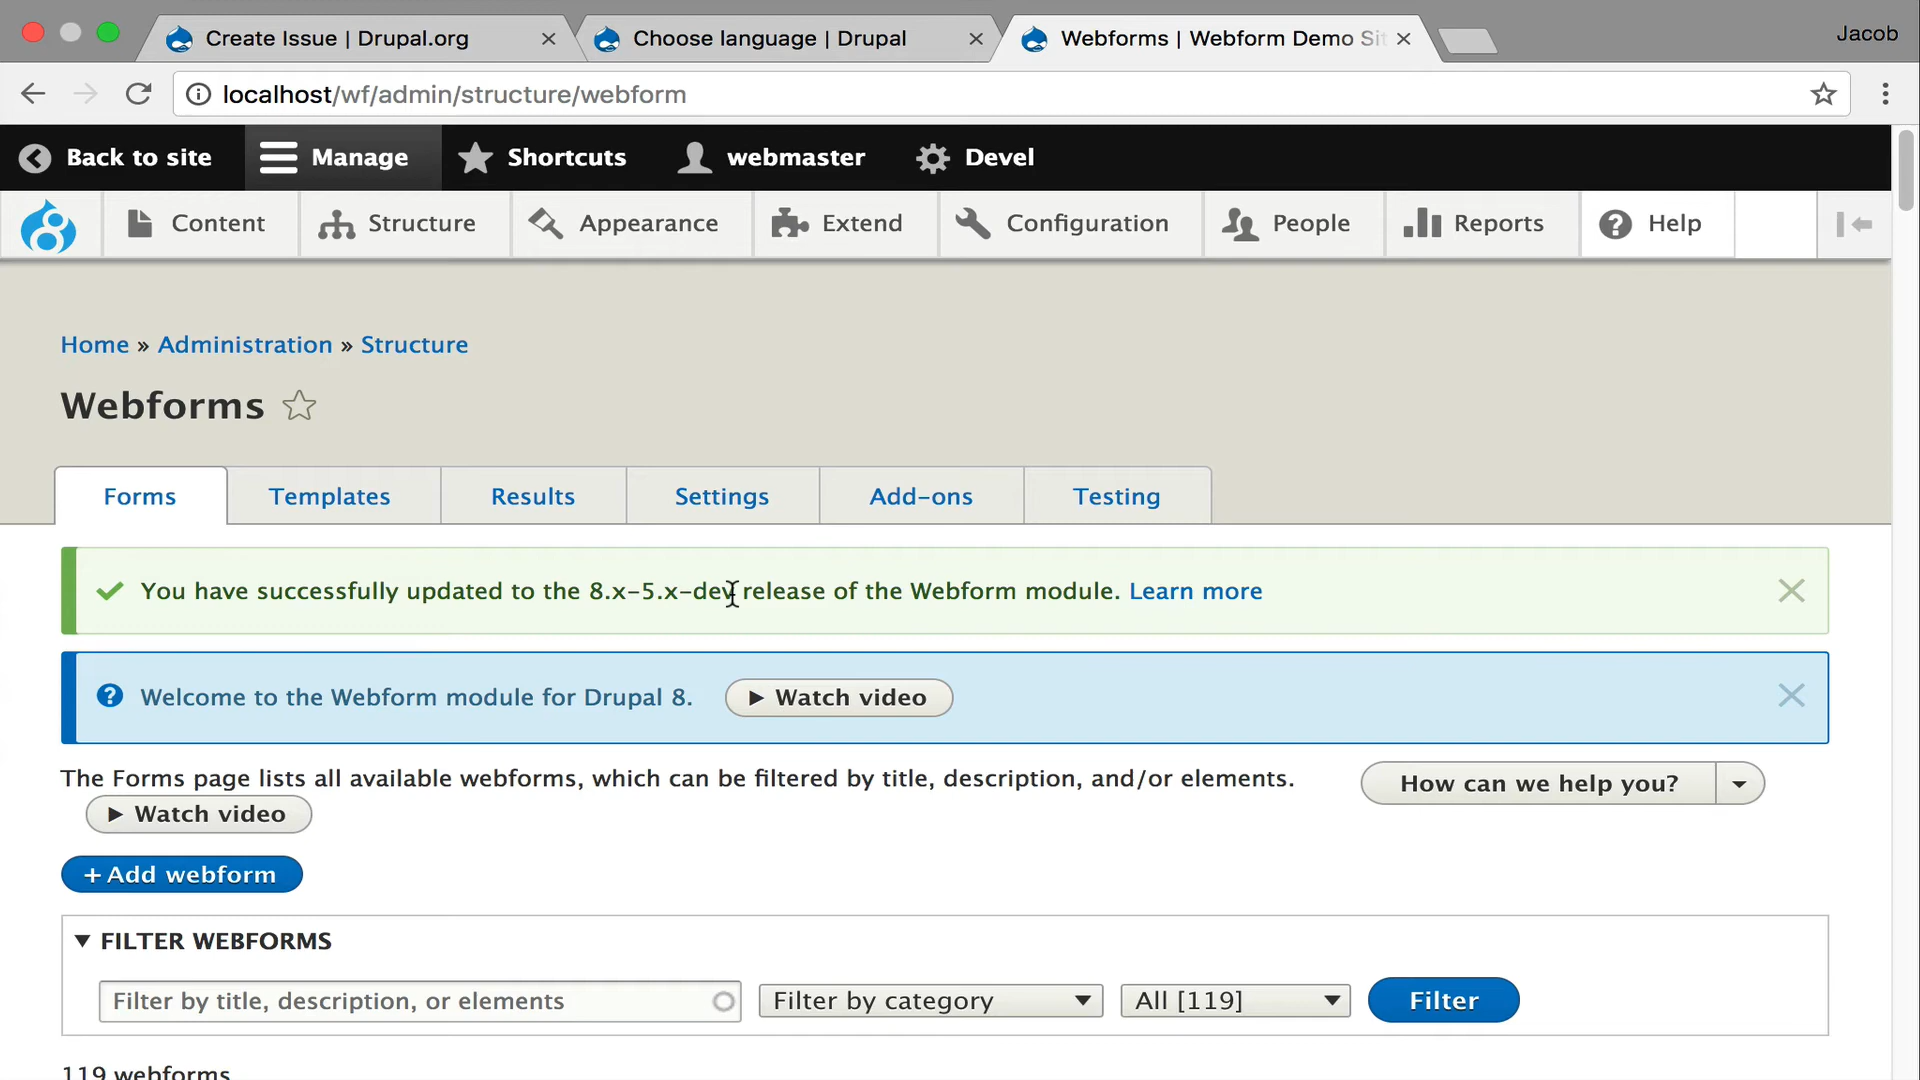 Create Issue | Drupal.org
Choose language | Drupal
Webforms | Webform Demo Sit
Jacob
localhost/wf/admin/structure/webform
Back to site
Manage
Shortcuts
webmaster
Devel
Content
Structure
Appearance
Extend
Configuration
People
Reports
Help
Home » Administration » Structure
Webforms
Forms
Templates
Results
Settings
Add-ons
Testing
You have successfully updated to the 8.x-5.x-dev release of the Webform module. Learn more
Welcome to the Webform module for Drupal 8.
Watch video
The Forms page lists all available webforms, which can be filtered by title, description, and/or elements.
How can we help you?
Watch video
+ Add webform
FILTER WEBFORMS
Filter by title, description, or elements
Filter by category
All [119]
Filter
119 webforms